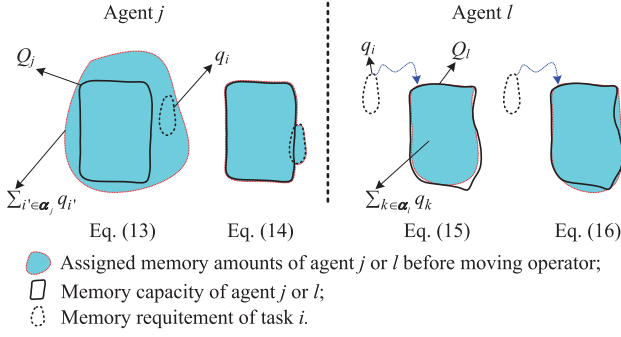 Agent j
Agent l
Q_j
q_i
q_i
Q_l
∑_{i'∈α_j} q_{i'}
∑_{k∈α_l} q_k
Eq. (13)
Eq. (14)
Eq. (15)
Eq. (16)
Assigned memory amounts of agent j or l before moving operator;
Memory capacity of agent j or l;
Memory requitement of task i.